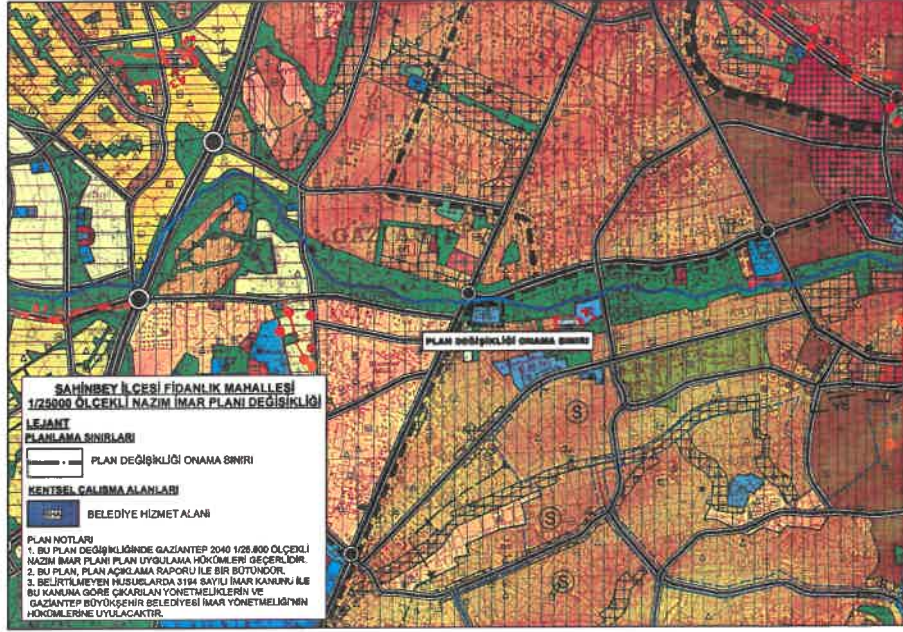 GAZİANTEP
PLAN DEĞİŞİKLİĞİ ONAMA SINIRI
ŞAHİNBEY İLÇESİ FİDANLIK MAHALLESİ
1/25000 ÖLÇEKLİ NAZIM İMAR PLANI DEĞİŞİKLİĞİ
LEJANT
PLANLAMA SINIRLARI
PLAN DEĞİŞİKLİĞİ ONAMA SINIRI
KENTSEL ÇALIŞMA ALANLARI
BELEDİYE HİZMET ALANI
PLAN NOTLARI
1. BU PLAN DEĞİŞİKLİĞİNDE GAZİANTEP 2040 1/25.000 ÖLÇEKLİ
NAZIM İMAR PLANI PLAN UYGULAMA HÜKÜMLERİ GEÇERLİDİR.
2. BU PLAN, PLAN AÇIKLAMA RAPORU İLE BİR BÜTÜNDÜR.
3. BELİRTİLMEYEN HUSUSLARDA 3194 SAYILI İMAR KANUNU İLE
BU KANUNA GÖRE ÇIKARILAN YÖNETMELİKLERİN VE
GAZİANTEP BÜYÜKŞEHİR BELEDİYESİ İMAR YÖNETMELİĞİ'NİN
HÜKÜMLERİNE UYULACAKTIR.
S
S
S